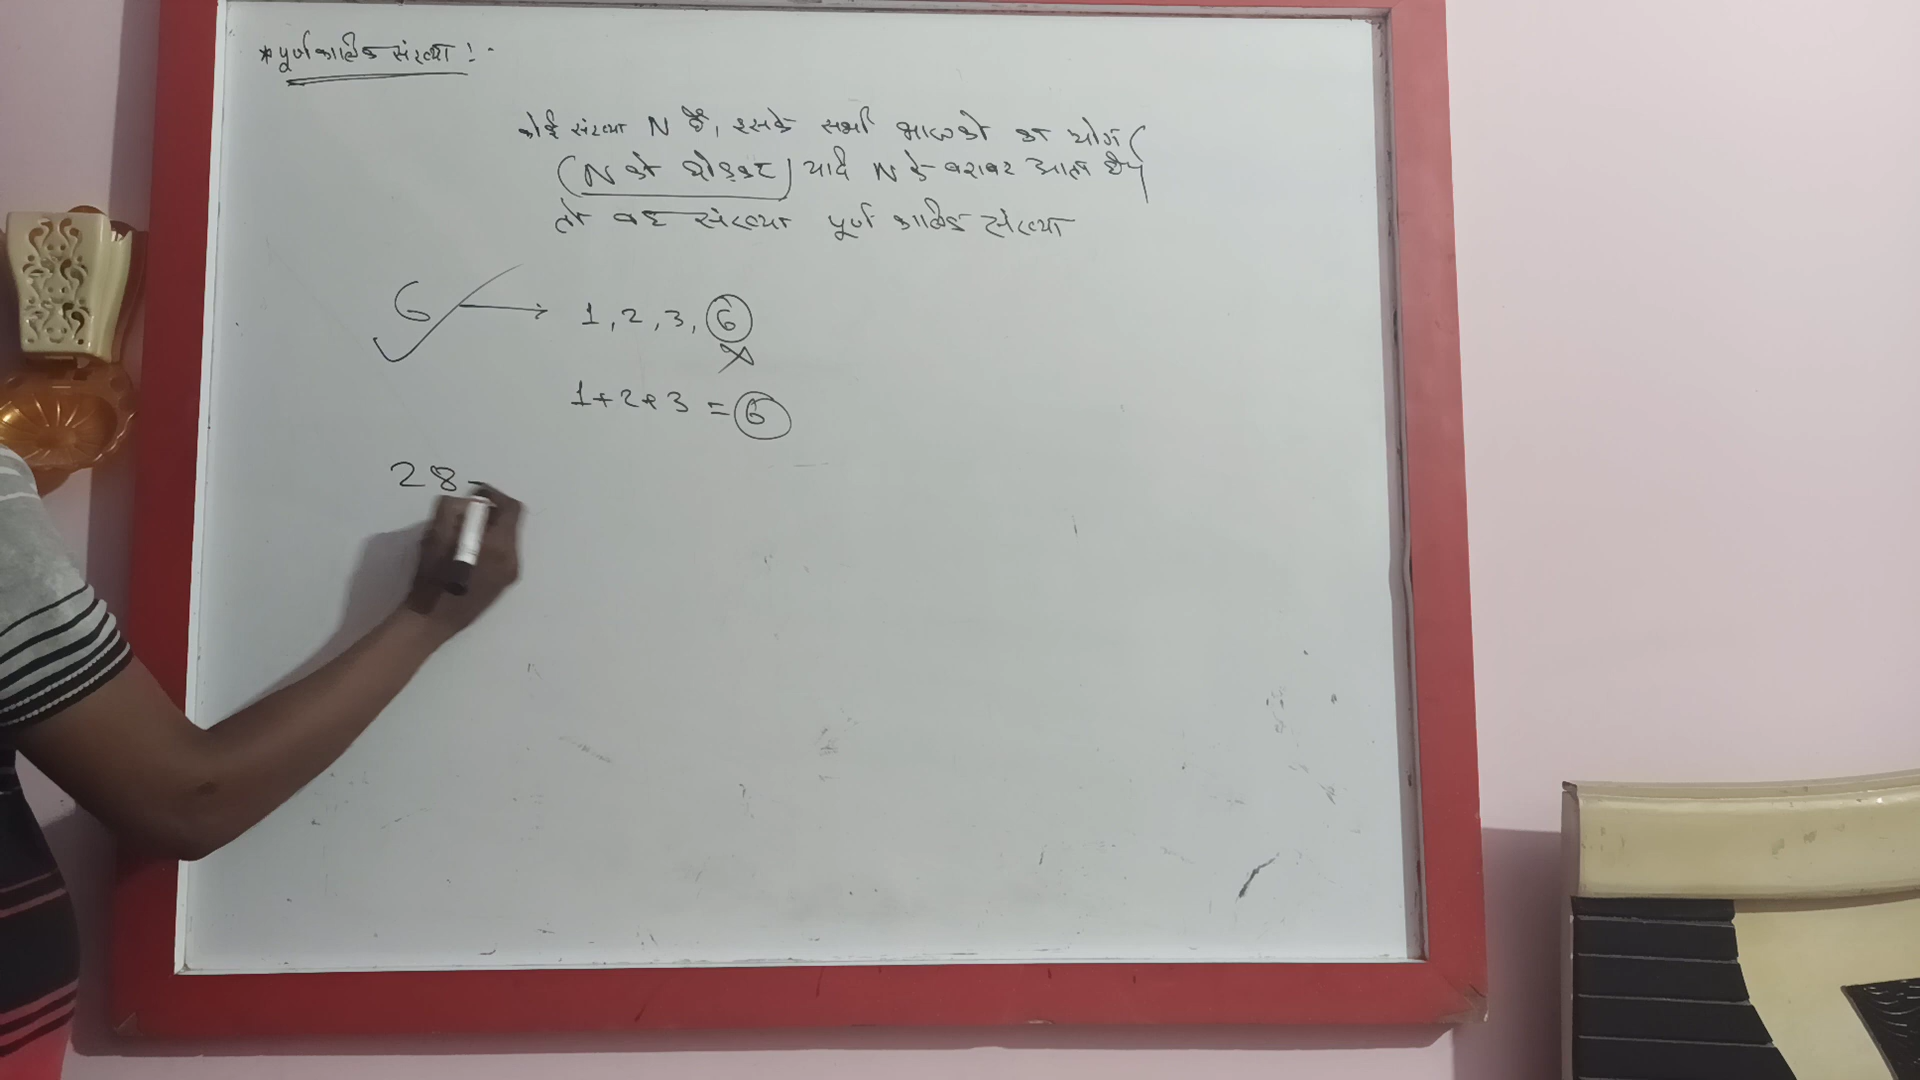 * पूर्णकालिक संख्या :-
कोई संख्या N है, इसके सभी भाजको का योग
(N को छोड़कर) यदि N के बराबर आता है
तो वह संख्या पूर्ण कालिक संख्या
6 → 1, 2, 3, 6
1+2+3 = 6
28-